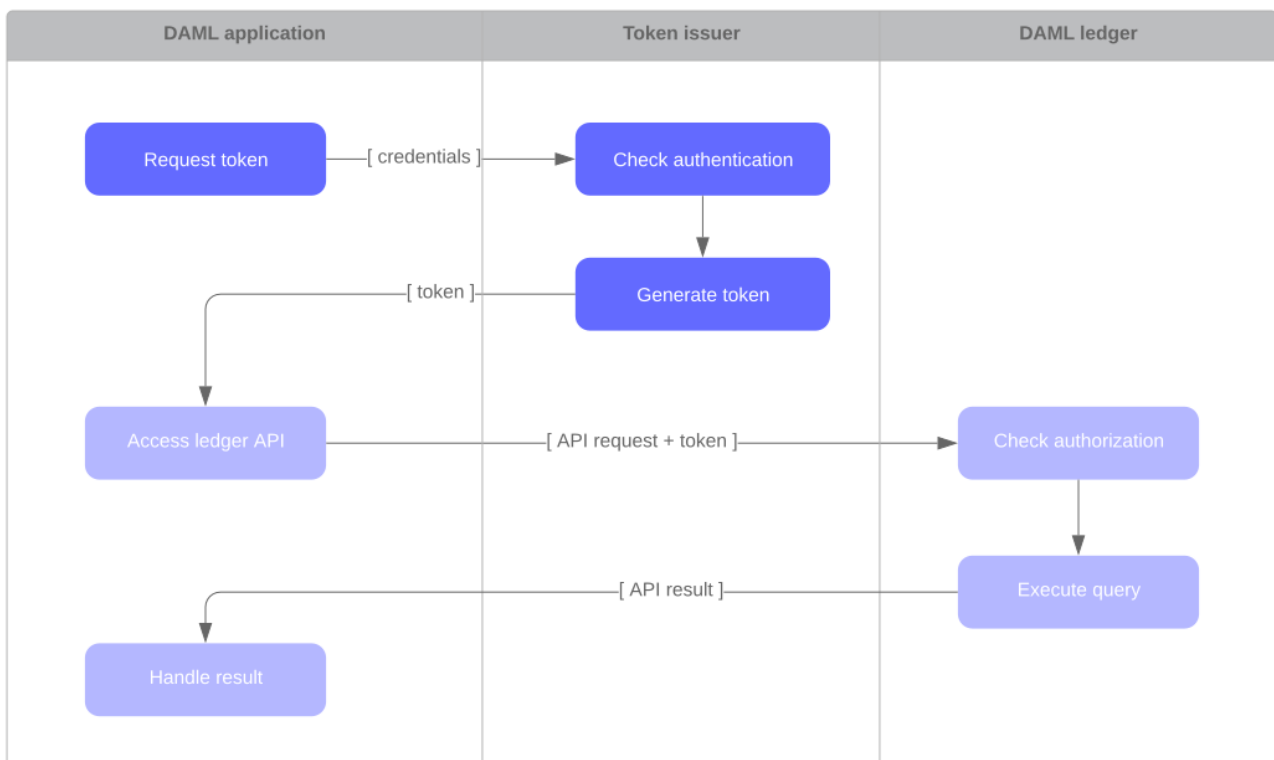 DAML application
Token issuer
DAML ledger
Request token
[ credentials ]
Check authentication
[ token ]
Generate token
Access ledger API
[ API request + token ]
Check authorization
[ API result ]
Execute query
Handle result